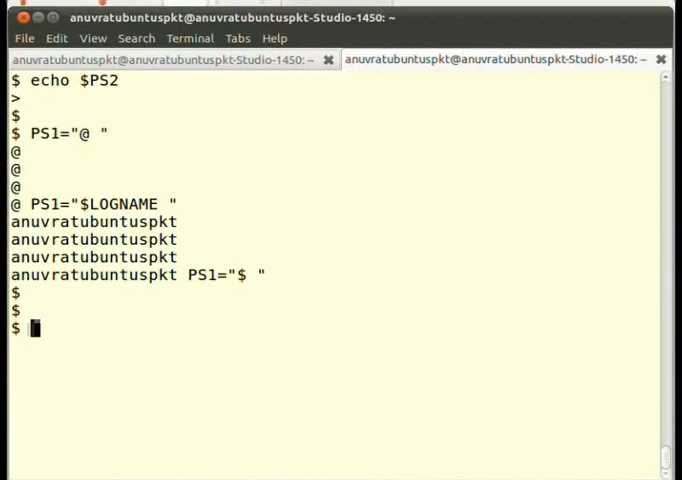 anuvratubuntuspkt@anuvratubuntuspkt-Studio-1450: ~
File Edit View Search Terminal Tabs Help
anuvratubuntuspkt@anuvratubuntuspkt-Studio-1450: ~ anuvratubuntuspkt@anuvratubuntuspkt-Studio-1450: ~
$ echo $PS2
>
$
$ PS1="@ "
@
@
@
@ PS1="$LOGNAME "
anuvratubuntuspkt
anuvratubuntuspkt
anuvratubuntuspkt
anuvratubuntuspkt PS1="$ "
$
$
$